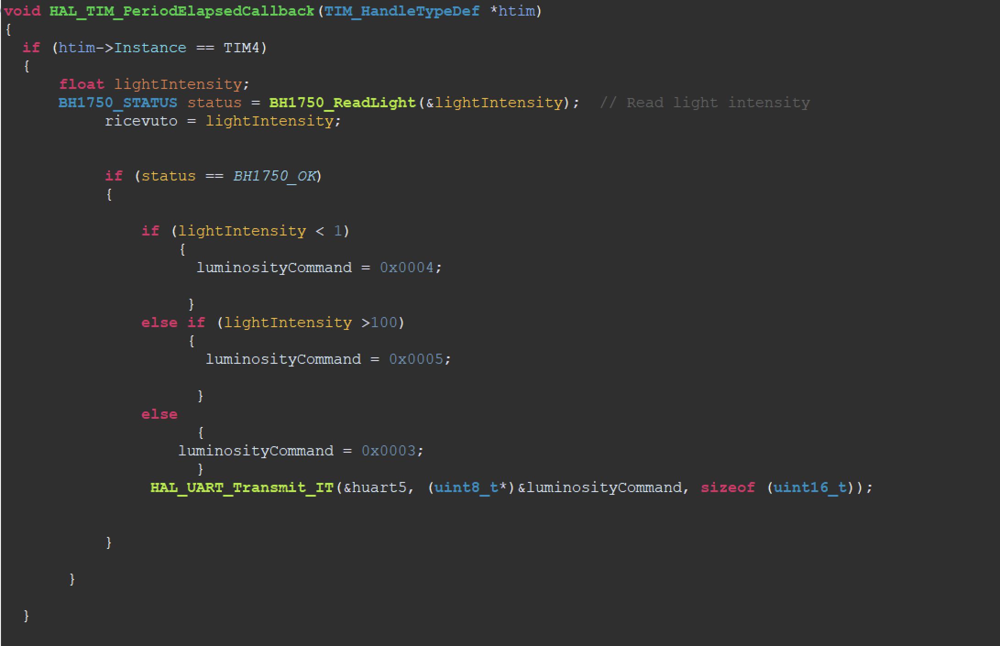 void HAL_TIM_PeriodElapsedCallback(TIM_HandleTypeDef *htim)
{
if (htim->Instance == TIM4)
{
float lightIntensity;
BH1750_STATUS status = BH1750_ReadLight(&lightIntensity);  // Read light intensity
ricevuto = lightIntensity;
if (status == BH1750_OK)
{
if (lightIntensity < 1)
{
luminosityCommand = 0x0004;
}
else if (lightIntensity >100)
{
luminosityCommand = 0x0005;
}
else
{
luminosityCommand = 0x0003;
}
HAL_UART_Transmit_IT(&huart5, (uint8_t*)&luminosityCommand, sizeof (uint16_t));
}
}
}